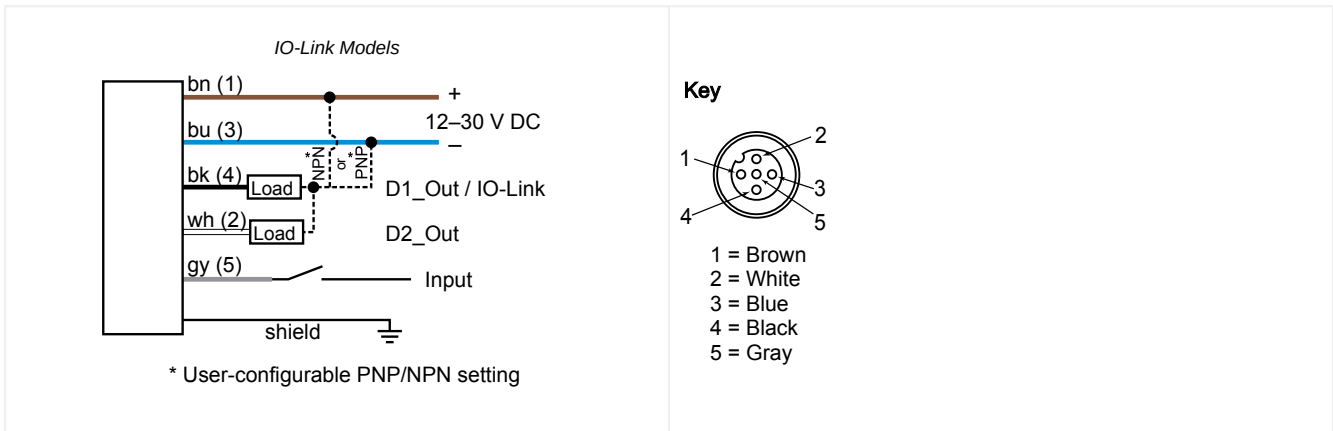 IO-Link Models
bn (1)
+
12–30 V DC
bu (3)
–
NPN*
or
PNP*
bk (4)
Load
D1_Out / IO-Link
wh (2)
Load
D2_Out
gy (5)
Input
shield
* User-configurable PNP/NPN setting
Key
2
1
3
4
5
1 = Brown
2 = White
3 = Blue
4 = Black
5 = Gray